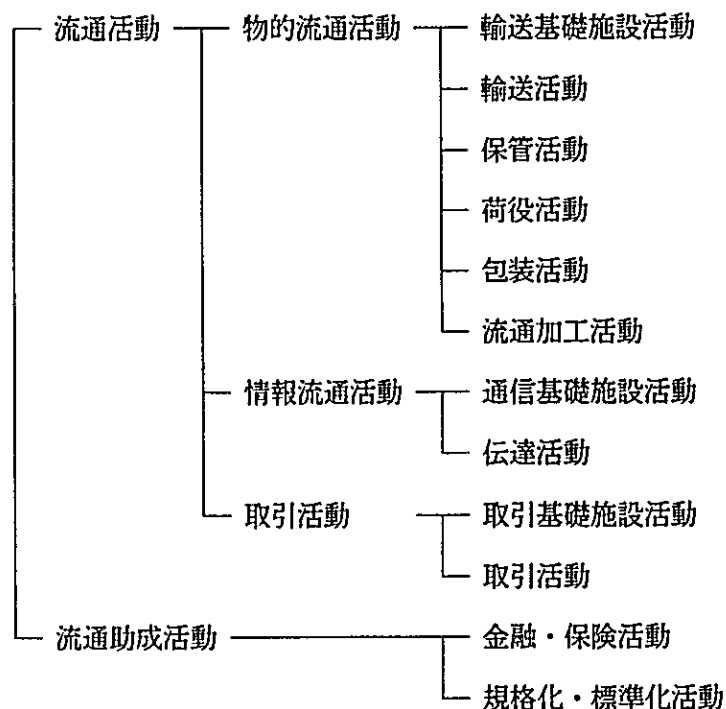 流通活動 物的流通活動 輸送基礎施設活動
輸送活動
保管活動
荷役活動
包装活動
流通加工活動
情報流通活動 通信基礎施設活動
伝達活動
取引活動 取引基礎施設活動
取引活動
流通助成活動 金融・保険活動
規格化・標準化活動